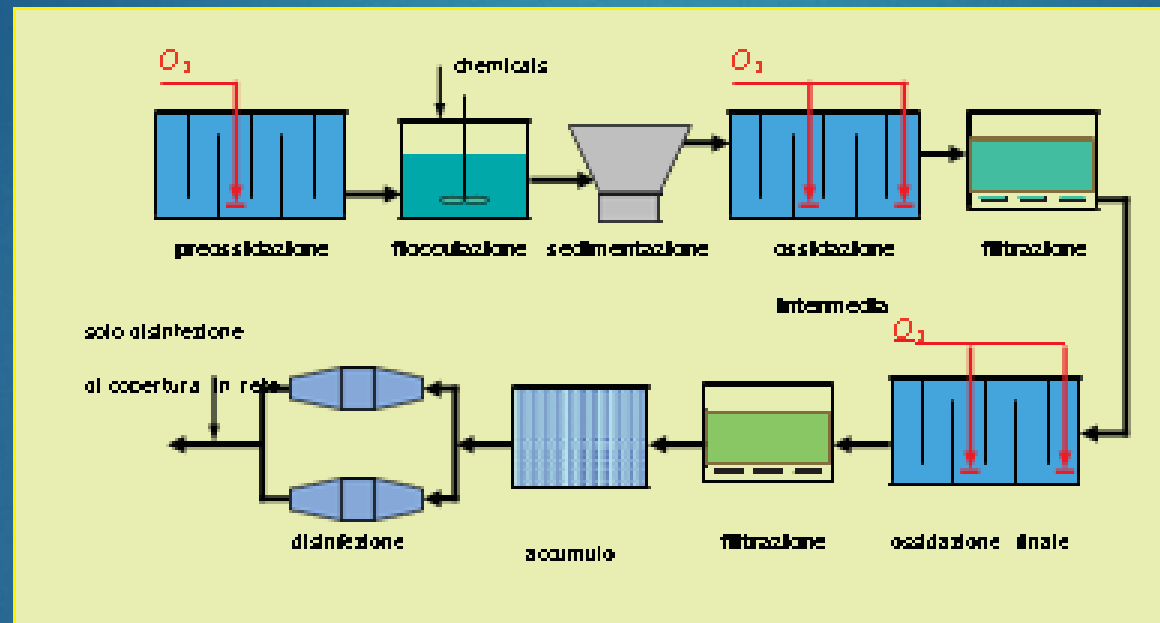 O₃
chemicals
O₃
preossidazione
flocculazione
sedimentazione
ossidazione
filtrazione
intermedia
solo disinfezione
di copertura in rete
O₃
disinfezione
accumulo
filtrazione
ossidazione finale